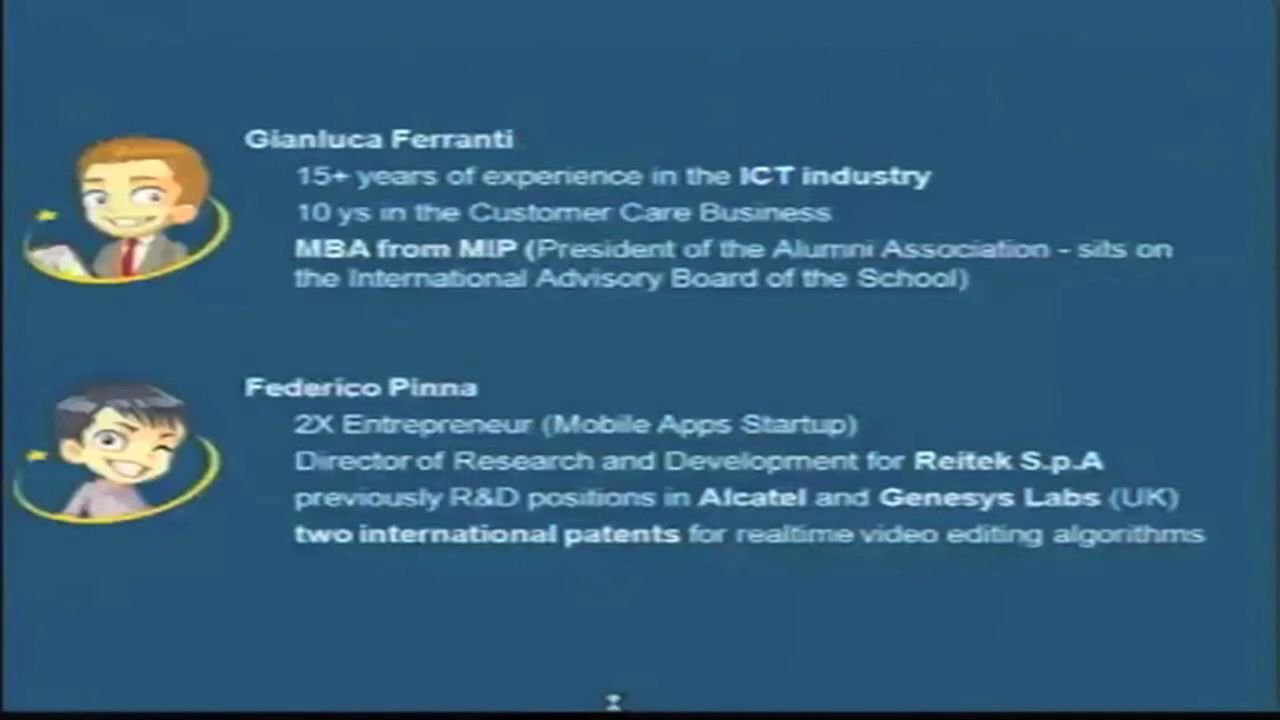 Gianluca Ferranti
15+ years of experience in the ICT industry
10 ys in the Customer Care Business
MBA from MIP (President of the Alumni Association - sits on
the International Advisory Board of the School)
Federico Pinna
2X Entrepreneur (Mobile Apps Startup)
Director of Research and Development for Reitek S.p.A
previously R&D positions in Alcatel and Genesys Labs (UK)
two international patents for realtime video editing algorithms